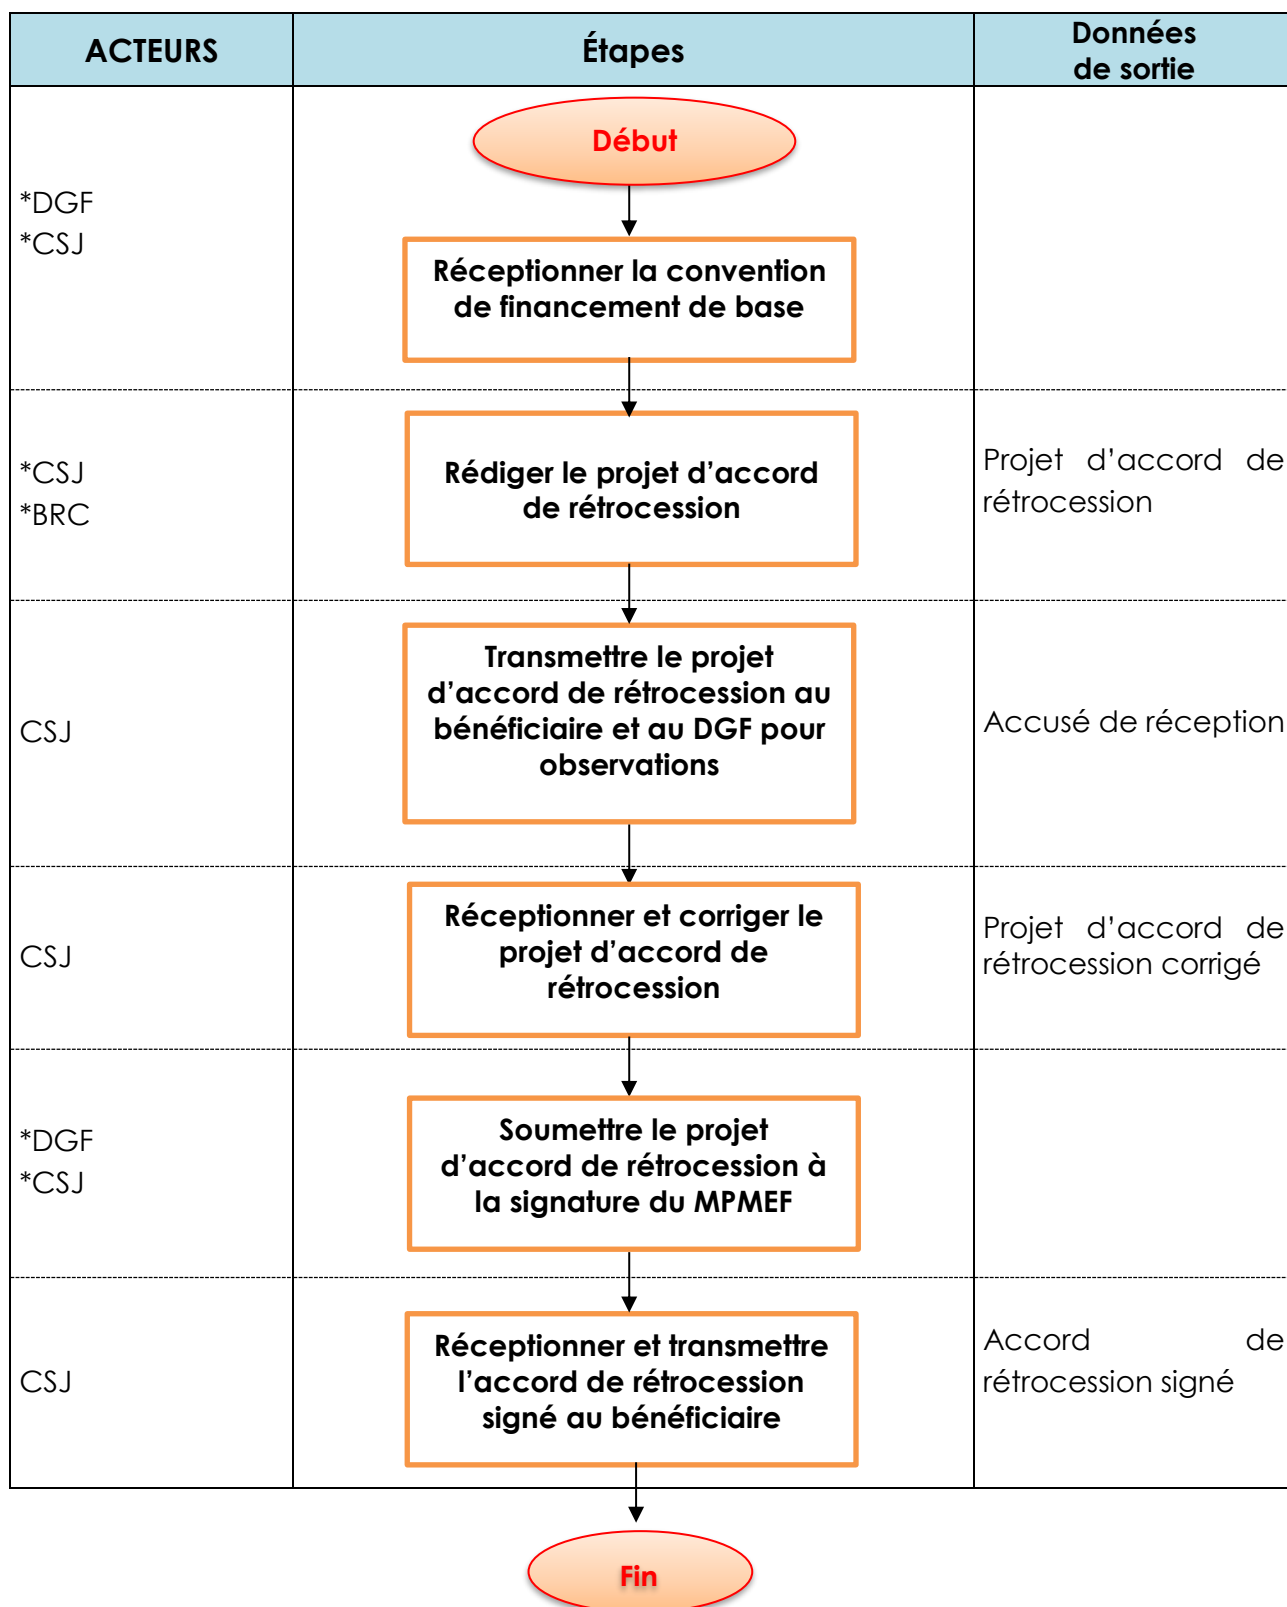 ACTEURS
Étapes
Données
de sortie
Début
*DGF
*CSJ
Réceptionner la convention
de financement de base
*CSJ
*BRC
Rédiger le projet d’accord
de rétrocession
Projet d’accord de
rétrocession
CSJ
Transmettre le projet
d’accord de rétrocession au
bénéficiaire et au DGF pour
observations
Accusé de réception
CSJ
Réceptionner et corriger le
projet d’accord de
rétrocession
Projet d’accord de
rétrocession corrigé
*DGF
*CSJ
Soumettre le projet
d’accord de rétrocession à
la signature du MPMEF
CSJ
Réceptionner et transmettre
l’accord de rétrocession
signé au bénéficiaire
Accord de
rétrocession signé
Fin